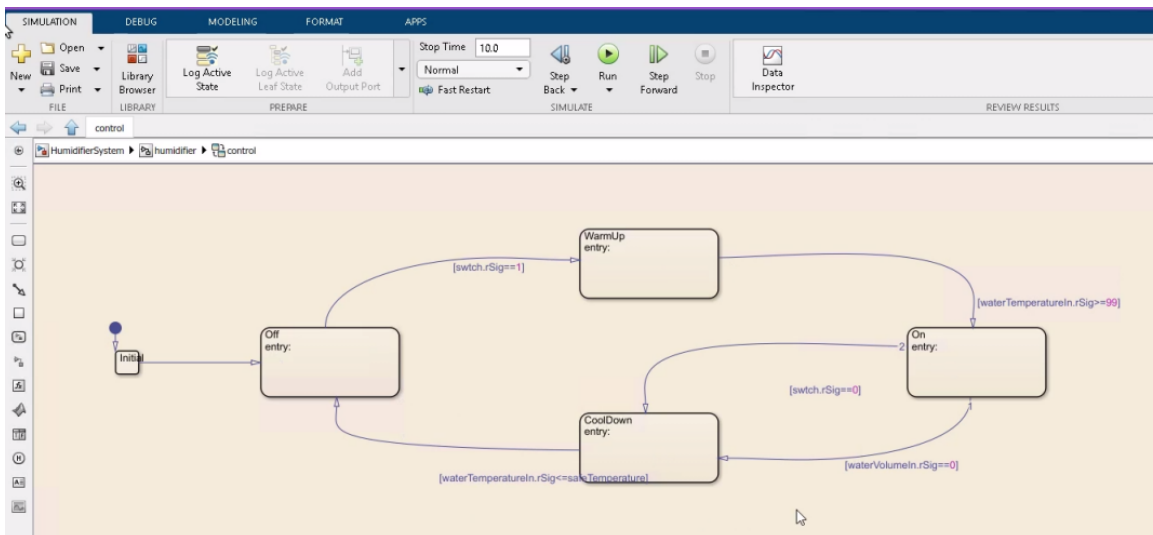 SIMULATION DEBUG MODELING FORMAT APPS
New
Open
Save
Print
FILE
Library
Browser
LIBRARY
Log Active
State
Log Active
Leaf State
Add
Output Port
PREPARE
Stop Time 10.0
Normal
Fast Restart
Step
Back
Run
Step
Forward
Stop
SIMULATE
Data
Inspector
REVIEW RESULTS
control
HumidifierSystem humidifier control
WarmUp
entry:
[swtch.rSig==1]
[waterTemperatureIn.rSig>=99]
Initial
Off
entry:
On
entry:
2
[swtch.rSig==0]
1
CoolDown
entry:
[waterVolumeIn.rSig==0]
[waterTemperatureIn.rSig<=safeTemperature]